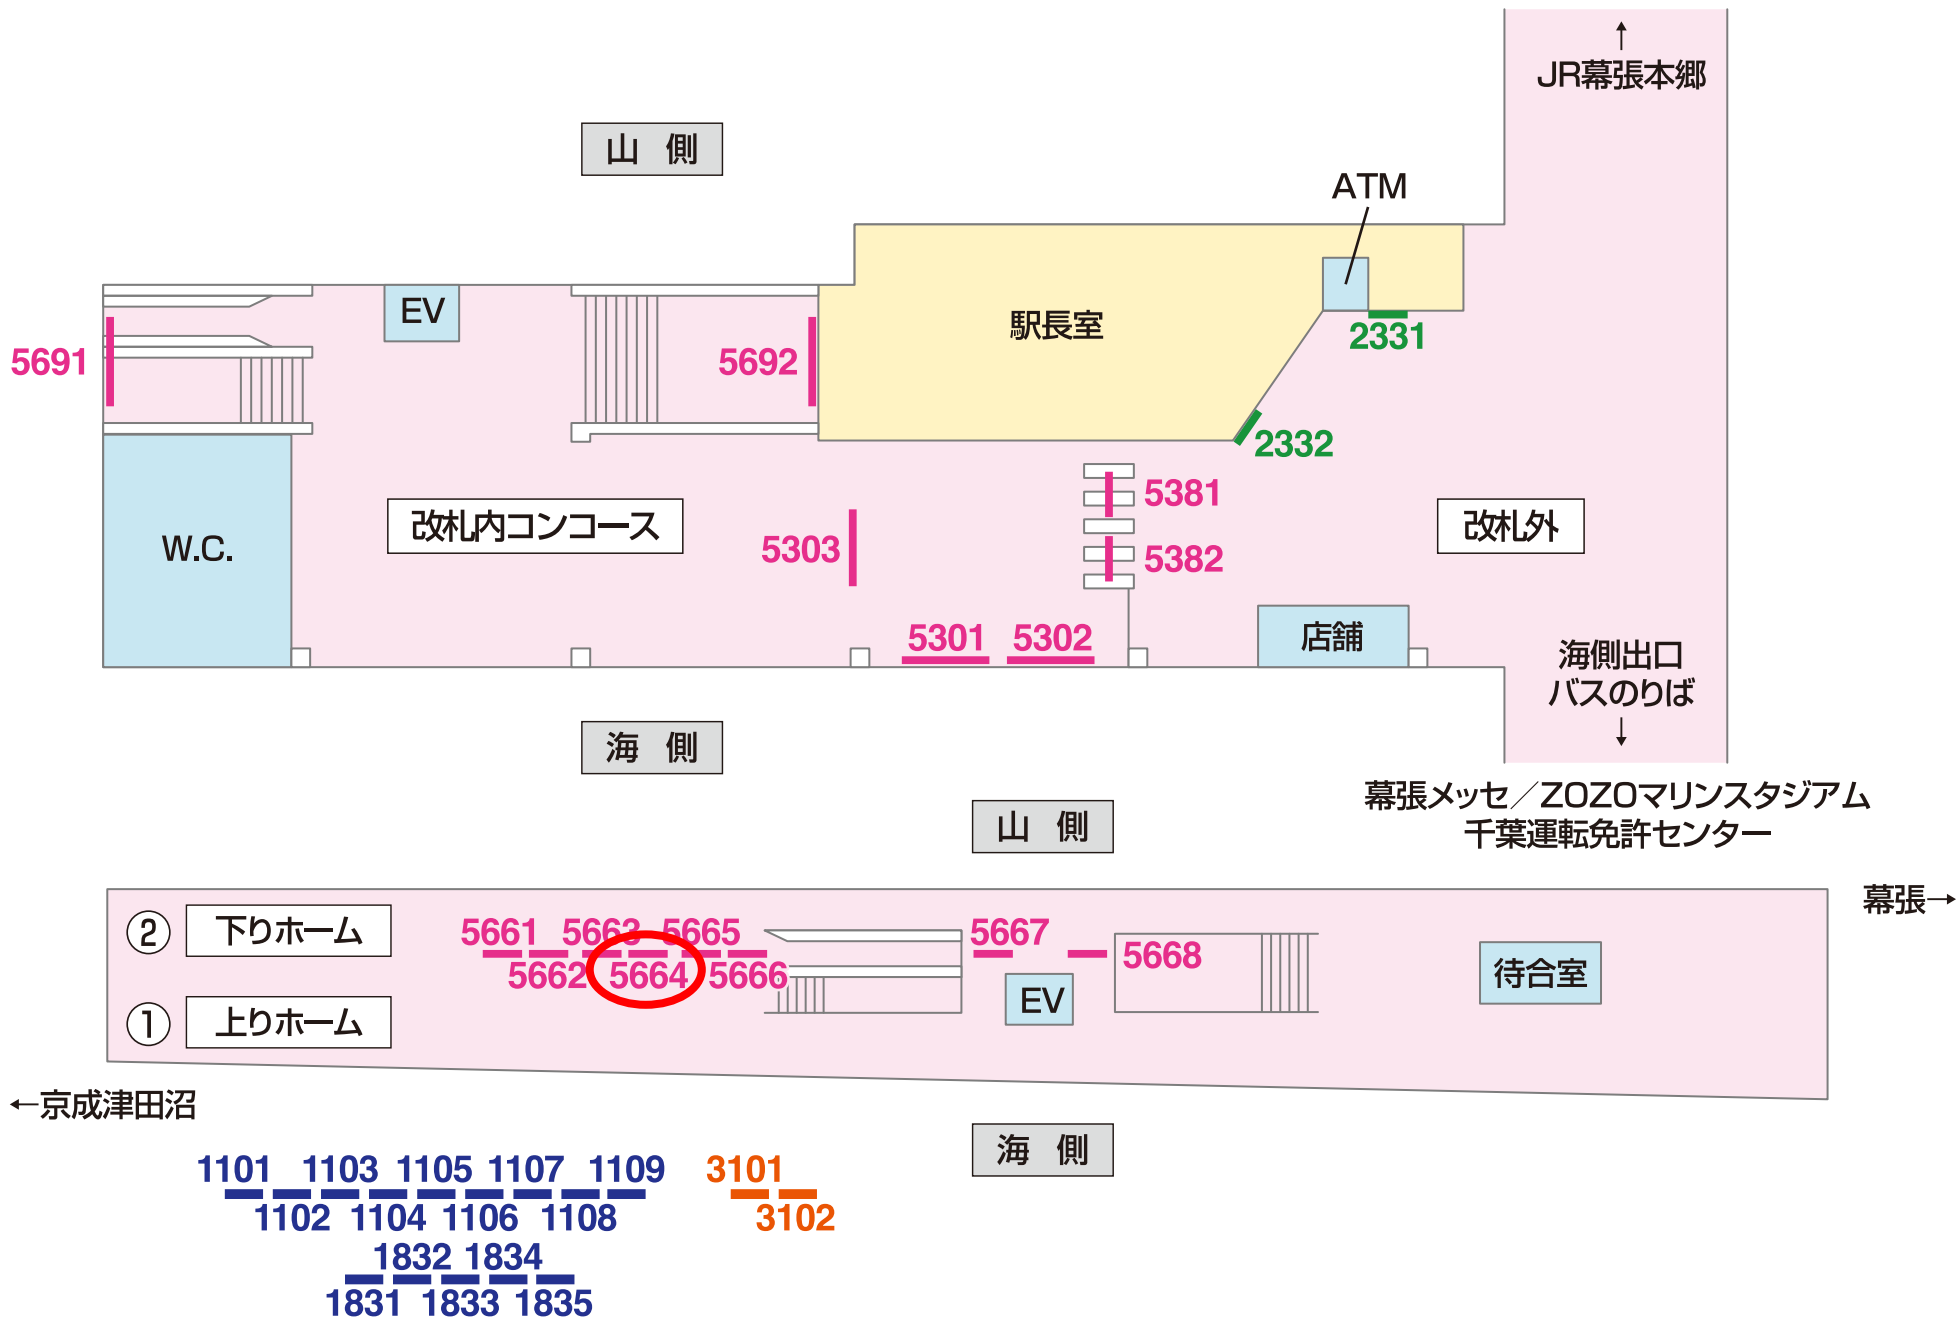 JR幕張本郷
山 側
ATM
EV
駅長室
2331
5691
5692
2332
5381
改札内コンコース
改札外
W.C.
5303
5382
5301
5302
店舗
海側出口
バスのりば
海 側
幕張メッセ／ZOZOマリンスタジアム
千葉運転免許センター
山 側
幕張
② 下りホーム
5661 5663 5665 5667
5662 5664 5666 5668
待合室
EV
① 上りホーム
京成津田沼
海 側
1101 1103 1105 1107 1109 3101
1102 1104 1106 1108 3102
1832 1834
1831 1833 1835